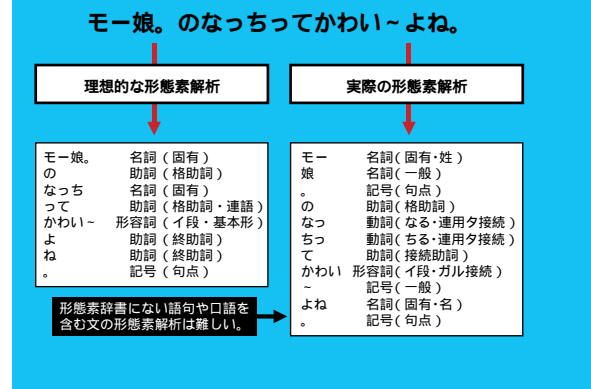 モー娘。のなっちってかわい~よね。
理想的な形態素解析
実際の形態素解析
モー娘。 名詞(固有)
の 助詞(格助詞)
なっち 名詞(固有)
って 助詞(格助詞・連語)
かわい~ 形容詞(イ段・基本形)
よ 助詞(終助詞)
ね 助詞(終助詞)
。 記号(句点)
モー 名詞(固有・姓)
娘 名詞(一般)
。 記号(句点)
の 助詞(格助詞)
なっ 動詞(なる・連用タ接続)
ちっ 動詞(ちる・連用タ接続)
て 助詞(接続助詞)
かわい 形容詞(イ段・ガル接続)
~ 記号(一般)
よね 名詞(固有・名)
。 記号(句点)
形態素辞書にない語句や口語を
含む文の形態素解析は難しい。